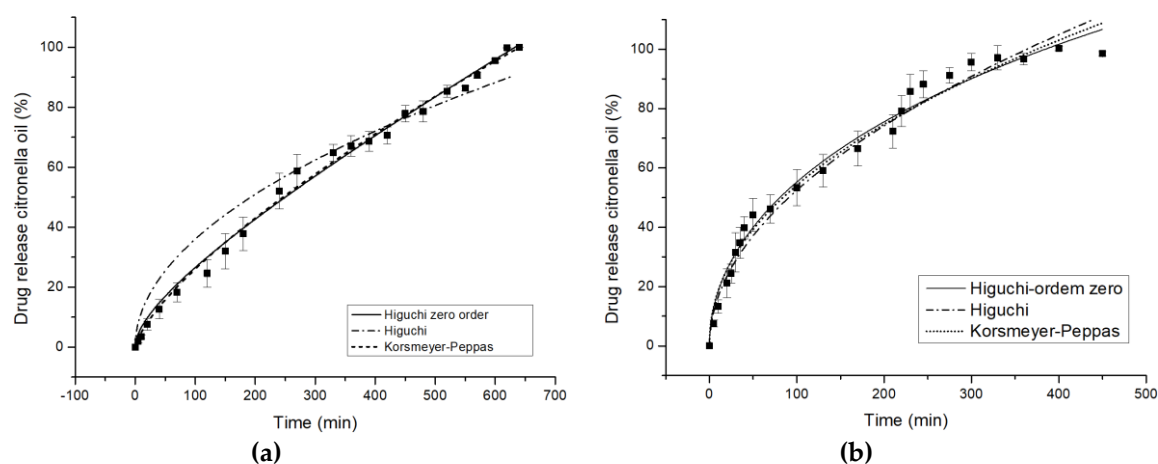 Drug release citronella oil (%)
100
80
60
40
20
0
Higuchi zero order
Higuchi
Korsmeyer-Peppas
-100 0 100 200 300 400 500 600 700
Time (min)
(a)
Drug release citronella oil (%)
100
80
60
40
20
0
Higuchi-ordem zero
Higuchi
Korsmeyer-Peppas
0 100 200 300 400 500
Time (min)
(b)